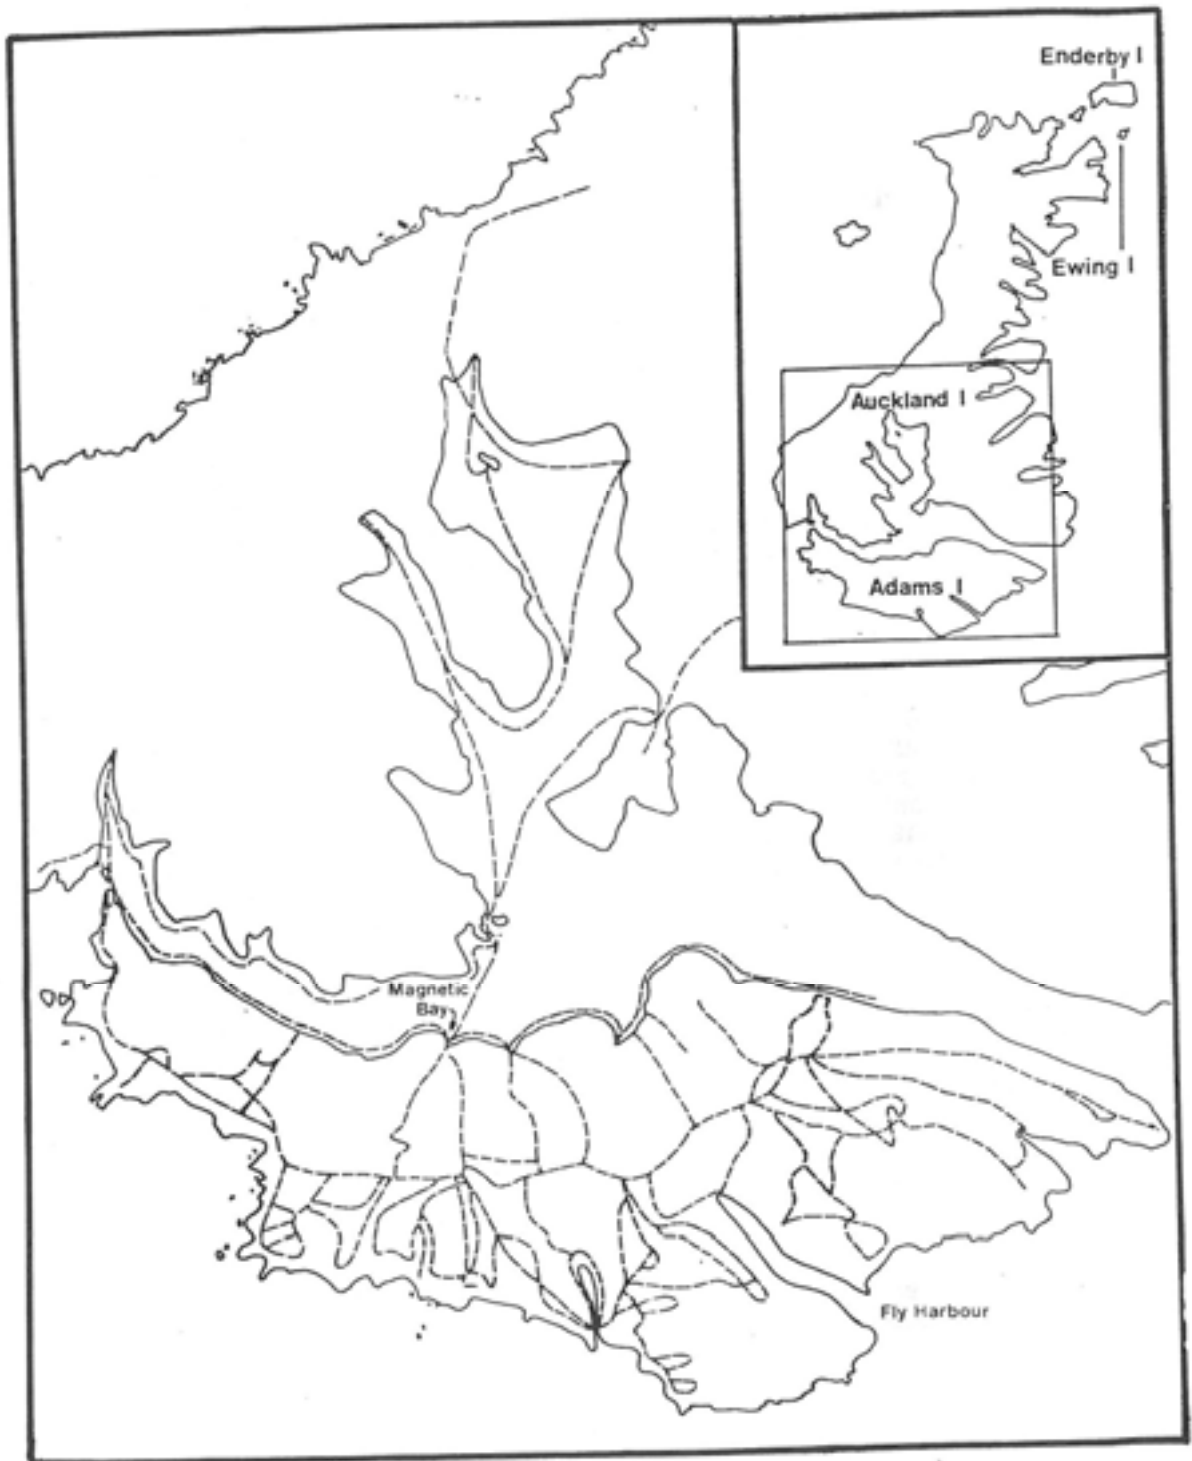 Enderby I
Ewing I
Auckland I
Adams I
Magnetic
Bay
Fly Harbour